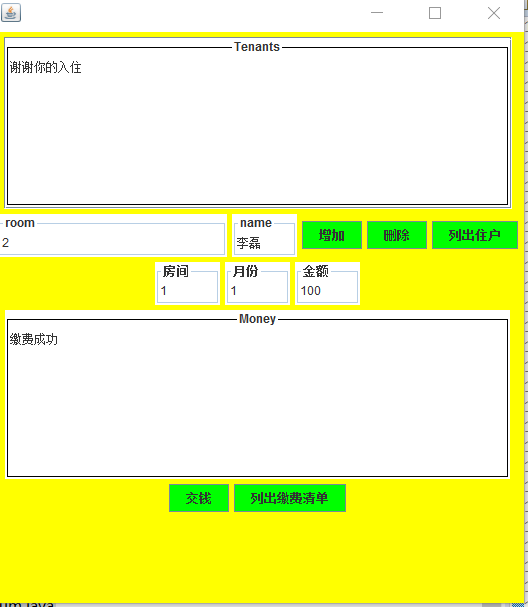 Tenants
谢谢你的入住
room
2
name
李磊
增加
删除
列出住户
房间
1
月份
1
金额
100
Money
缴费成功
交钱
列出缴费清单